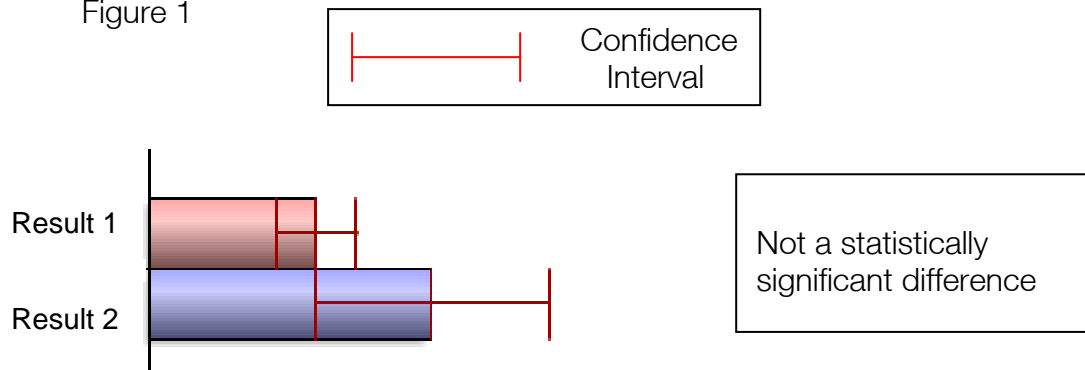 Figure 1
Confidence
Interval
Result 1
Not a statistically
significant difference
Result 2